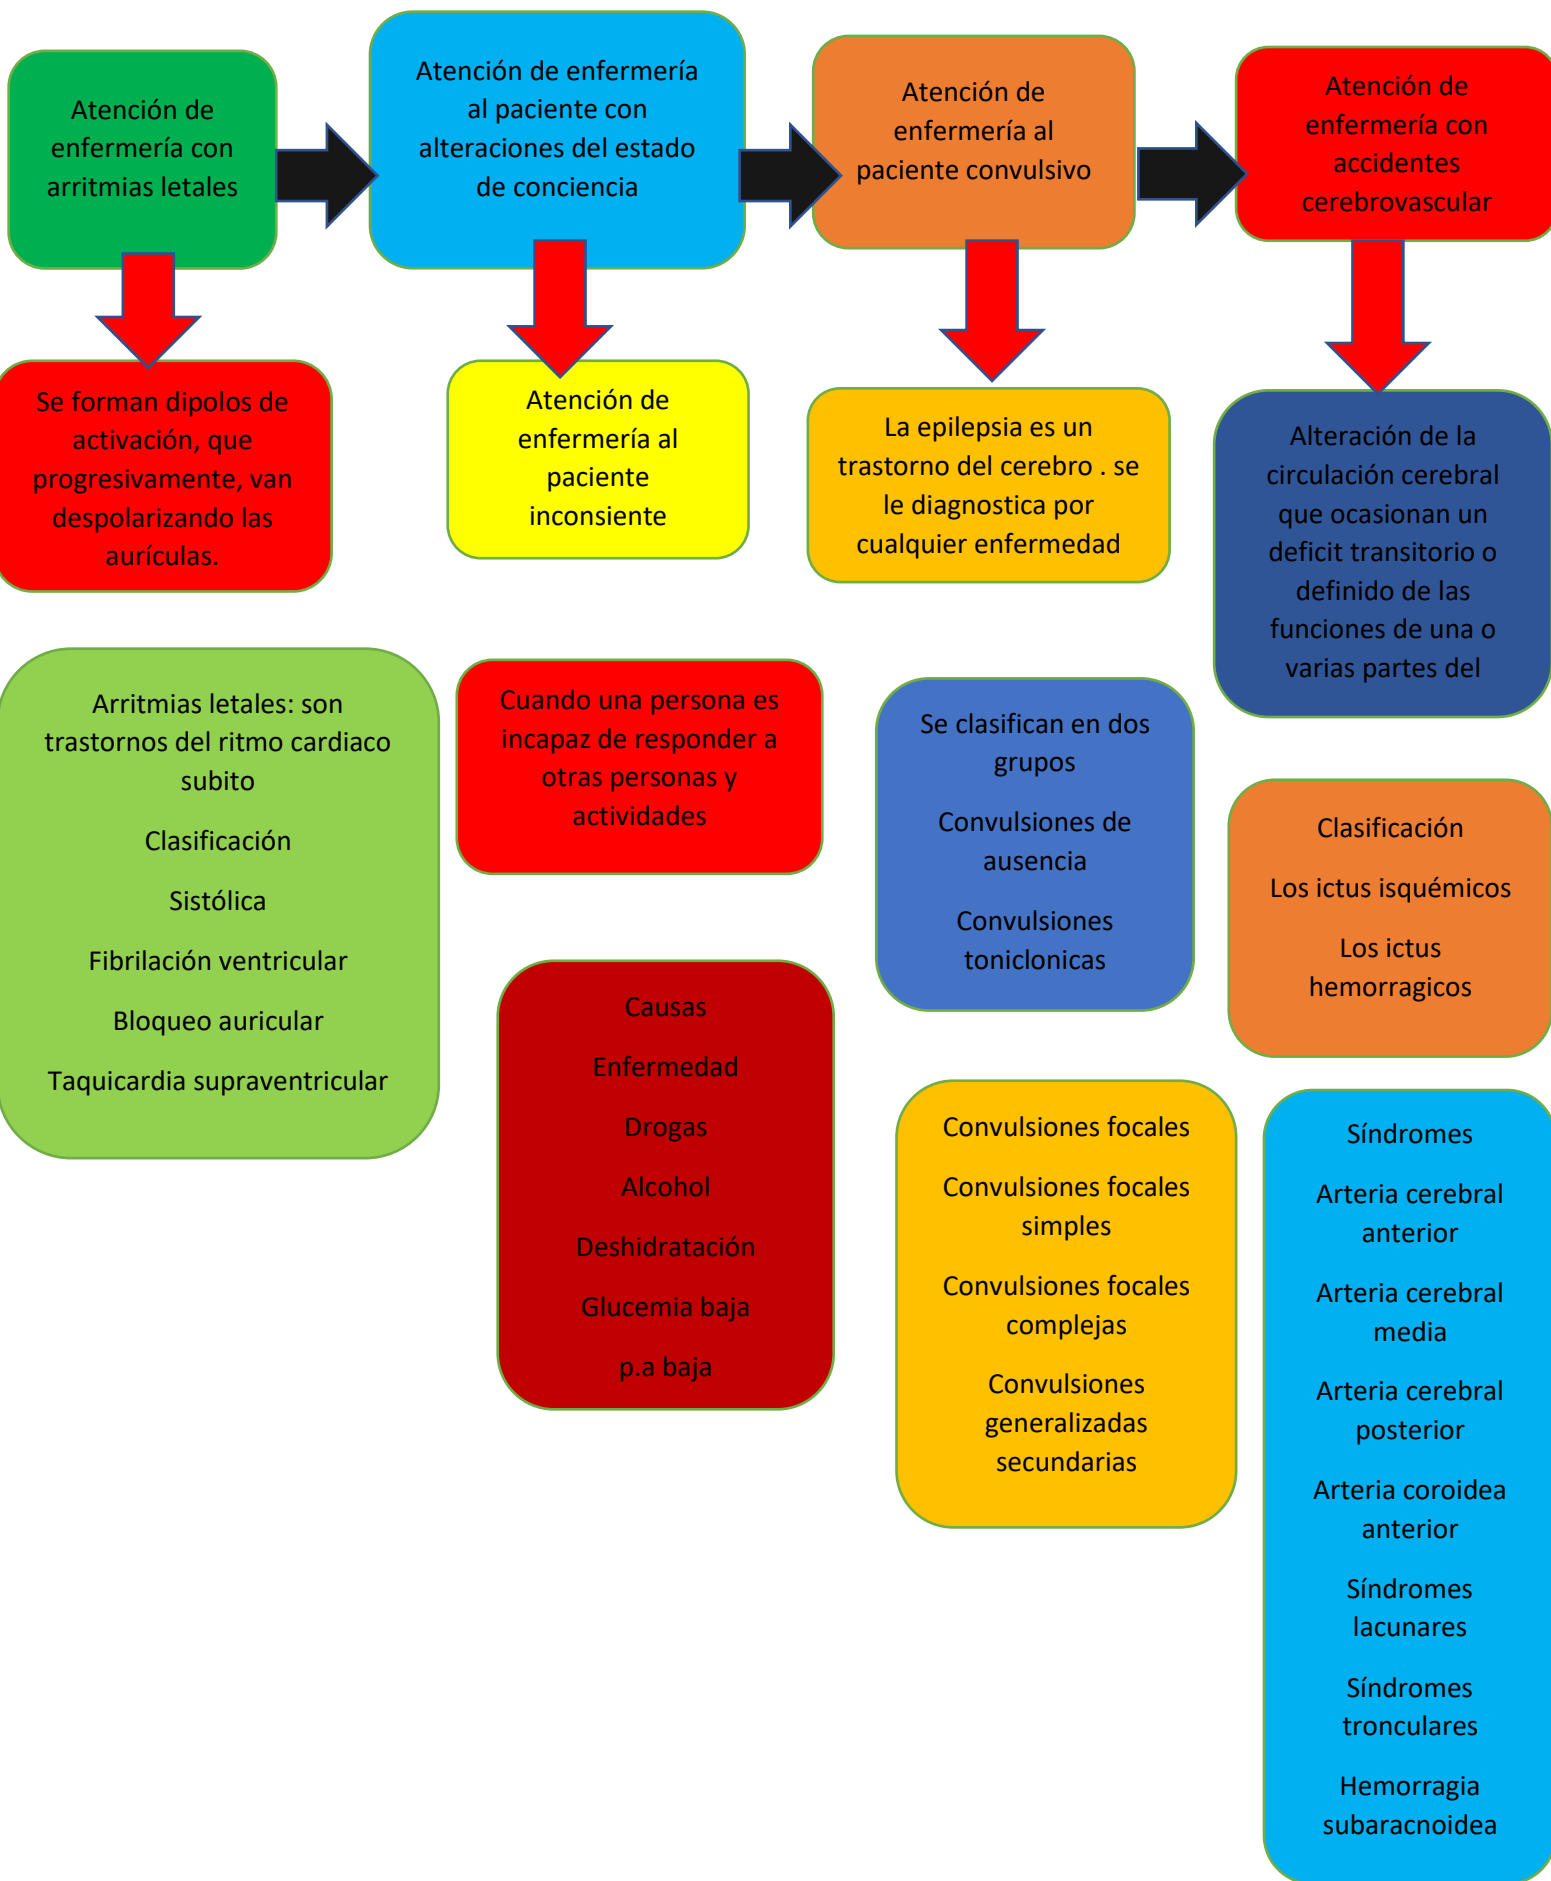 Atención de
enfermería con
arritmias letales
Atención de enfermería
al paciente con
alteraciones del estado
de conciencia
Atención de
enfermería al
paciente convulsivo
Atención de
enfermería con
accidentes
cerebrovascular
Se forman dipolos de
activación, que
progresivamente, van
despolarizando las
aurículas.
Atención de
enfermería al
paciente
inconsiente
La epilepsia es un
trastorno del cerebro . se
le diagnostica por
cualquier enfermedad
Alteración de la
circulación cerebral
que ocasionan un
deficit transitorio o
definido de las
funciones de una o
varias partes del
Arritmias letales: son
trastornos del ritmo cardiaco
subito
Clasificación
Sistólica
Fibrilación ventricular
Bloqueo auricular
Taquicardia supraventricular
Cuando una persona es
incapaz de responder a
otras personas y
actividades
Se clasifican en dos
grupos
Convulsiones de
ausencia
Convulsiones
toniclonicas
Clasificación
Los ictus isquémicos
Los ictus
hemorragicos
Causas
Enfermedad
Drogas
Alcohol
Deshidratación
Glucemia baja
p.a baja
Convulsiones focales
Convulsiones focales
simples
Convulsiones focales
complejas
Convulsiones
generalizadas
secundarias
Síndromes
Arteria cerebral
anterior
Arteria cerebral
media
Arteria cerebral
posterior
Arteria coroidea
anterior
Síndromes
lacunares
Síndromes
tronculares
Hemorragia
subaracnoidea